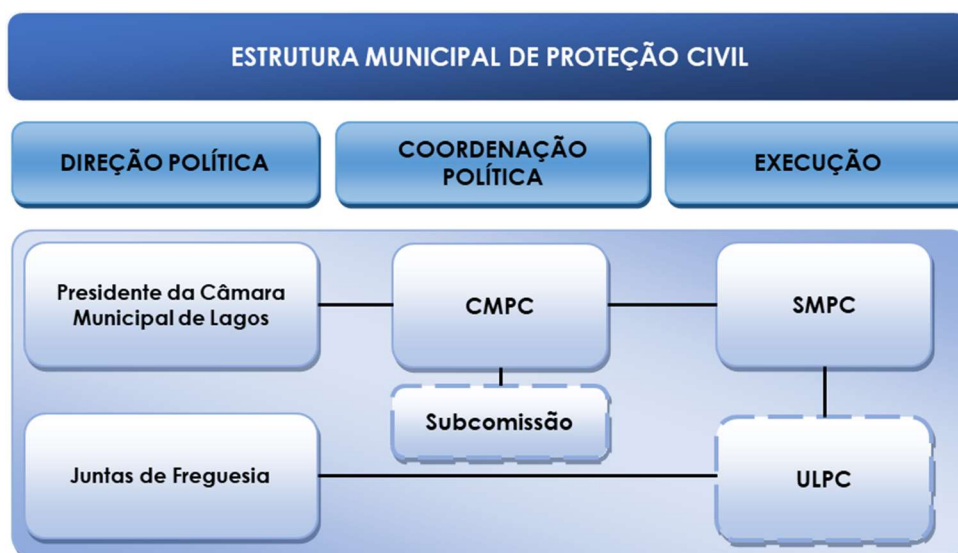 ESTRUTURA MUNICIPAL DE PROTEÇÃO CIVIL
DIREÇÃO POLÍTICA
COORDENAÇÃO
POLÍTICA
EXECUÇÃO
Presidente da Câmara
Municipal de Lagos
CMPC
SMPC
Subcomissão
Juntas de Freguesia
ULPC